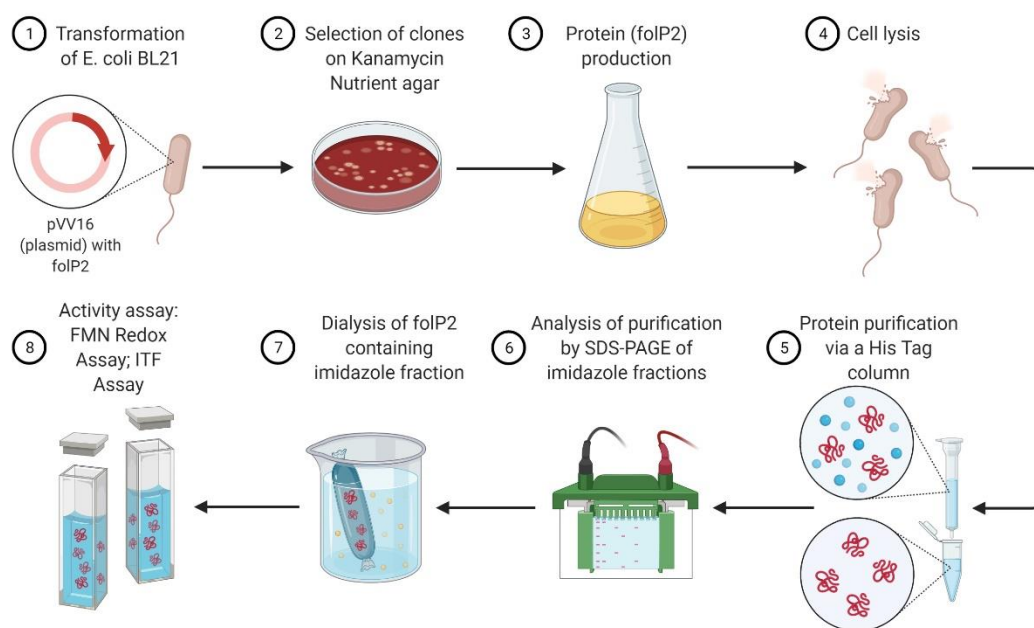 1
Transformation
of E. coli BL21
2
Selection of clones
on Kanamycin
Nutrient agar
3
Protein (folP2)
production
4
Cell lysis
pVV16
(plasmid) with
folP2
8
Activity assay:
FMN Redox
Assay; ITF
Assay
7
Dialysis of folP2
containing
imidazole fraction
6
Analysis of purification
by SDS-PAGE of
imidazole fractions
5
Protein purification
via a His Tag
column